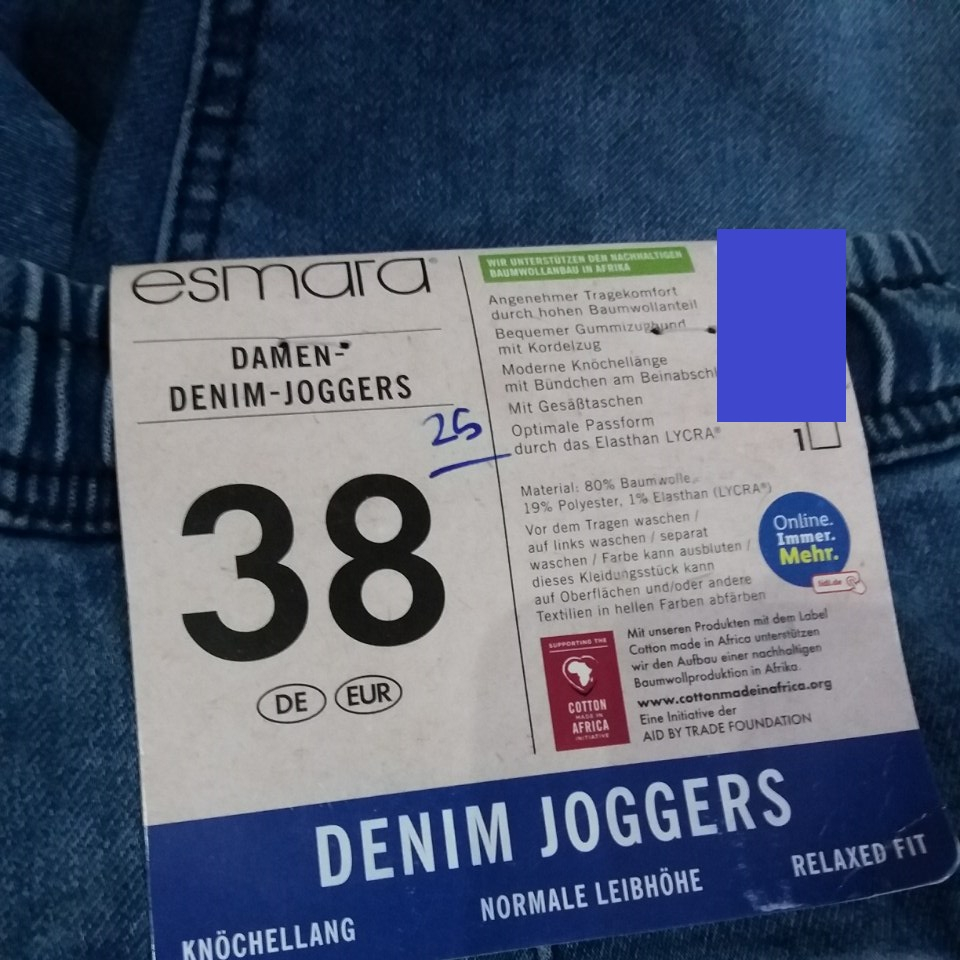 esmara®
DAMEN-
DENIM-JOGGERS
25
38
DE EUR
WIR UNTERSTÜTZEN DEN NACHHALTIGEN
BAUMWOLLANBAU IN AFRIKA
Angenehmer Tragekomfort
durch hohen Baumwollanteil
Bequemer Gummizugbund
mit Kordelzug
Moderne Knöchellänge
mit Bündchen am Beinabschl
Mit Gesäßtaschen
Optimale Passform
durch das Elasthan LYCRA®
1
Material: 80% Baumwolle,
19% Polyester, 1% Elasthan (LYCRA®)
Vor dem Tragen waschen /
auf links waschen / separat
waschen / Farbe kann ausbluten /
dieses Kleidungsstück kann
auf Oberflächen und/oder andere
Textilien in hellen Farben abfärben
Online.
Immer.
Mehr.
lidl.de
SUPPORTING THE
COTTON
MADE IN
AFRICA
INITIATIVE
Mit unseren Produkten mit dem Label
Cotton made in Africa unterstützen
wir den Aufbau einer nachhaltigen
Baumwollproduktion in Afrika.
www.cottonmadeinafrica.org
Eine Initiative der
AID BY TRADE FOUNDATION
DENIM JOGGERS
KNÖCHELLANG
NORMALE LEIBHÖHE
RELAXED FIT